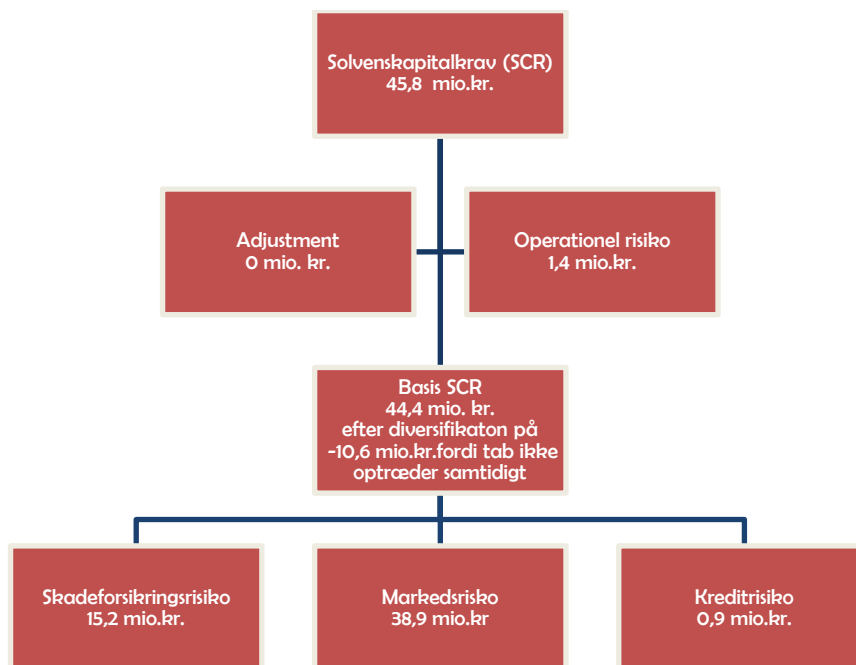 Solvenskapitalkrav (SCR)
45,8 mio.kr.
Adjustment
0 mio. kr.
Operationel risiko
1,4 mio.kr.
Basis SCR
44,4 mio. kr.
efter diversifikaton på
-10,6 mio.kr.fordi tab ikke
optræder samtidigt
Skadeforsikringsrisiko
15,2 mio.kr.
Markedsrisko
38,9 mio.kr
Kreditrisiko
0,9 mio.kr.